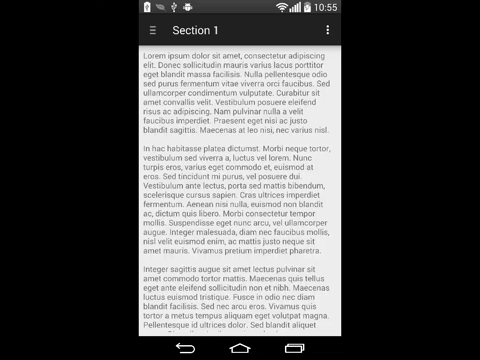 10:55
Section 1
Lorem ipsum dolor sit amet, consectetur adipiscing
elit. Donec sollicitudin mauris varius lacus porttitor
eget blandit massa facilisis. Nulla pellentesque odio
sed purus fermentum vitae viverra orci faucibus. Sed
ullamcorper condimentum vulputate. Curabitur sit
amet convallis velit. Vestibulum posuere eleifend
risus ac adipiscing. Nam pulvinar nulla a velit
faucibus imperdiet. Praesent eget nisi ac justo
blandit sagittis. Maecenas at leo nisi, nec varius nisl.
In hac habitasse platea dictumst. Morbi neque tortor,
vestibulum sed viverra a, luctus vel lorem. Nunc
turpis eros, varius eget commodo et, euismod at
eros. Sed tincidunt mi purus, vel posuere dui.
Vestibulum ante lectus, porta sed mattis bibendum,
scelerisque cursus sapien. Cras ultrices imperdiet
fermentum. Aenean nisi nulla, euismod non blandit
ac, dictum quis libero. Morbi consectetur tempor
mollis. Suspendisse eget nunc arcu, vel ullamcorper
augue. Integer malesuada, diam nec faucibus mollis,
nisl velit euismod enim, ac mattis justo neque sit
amet mauris. Vivamus pretium imperdiet pharetra.
Integer sagittis augue sit amet lectus pulvinar sit
amet commodo tortor mattis. Maecenas quis tellus
eget ante eleifend sollicitudin non et nibh. Maecenas
luctus euismod tristique. Fusce in odio nec diam
blandit facilisis. Sed nec arcu eros. Vivamus quis
tortor a metus tempus aliquam eget volutpat magna.
Pellentesque id ultrices dolor. Sed blandit aliquet